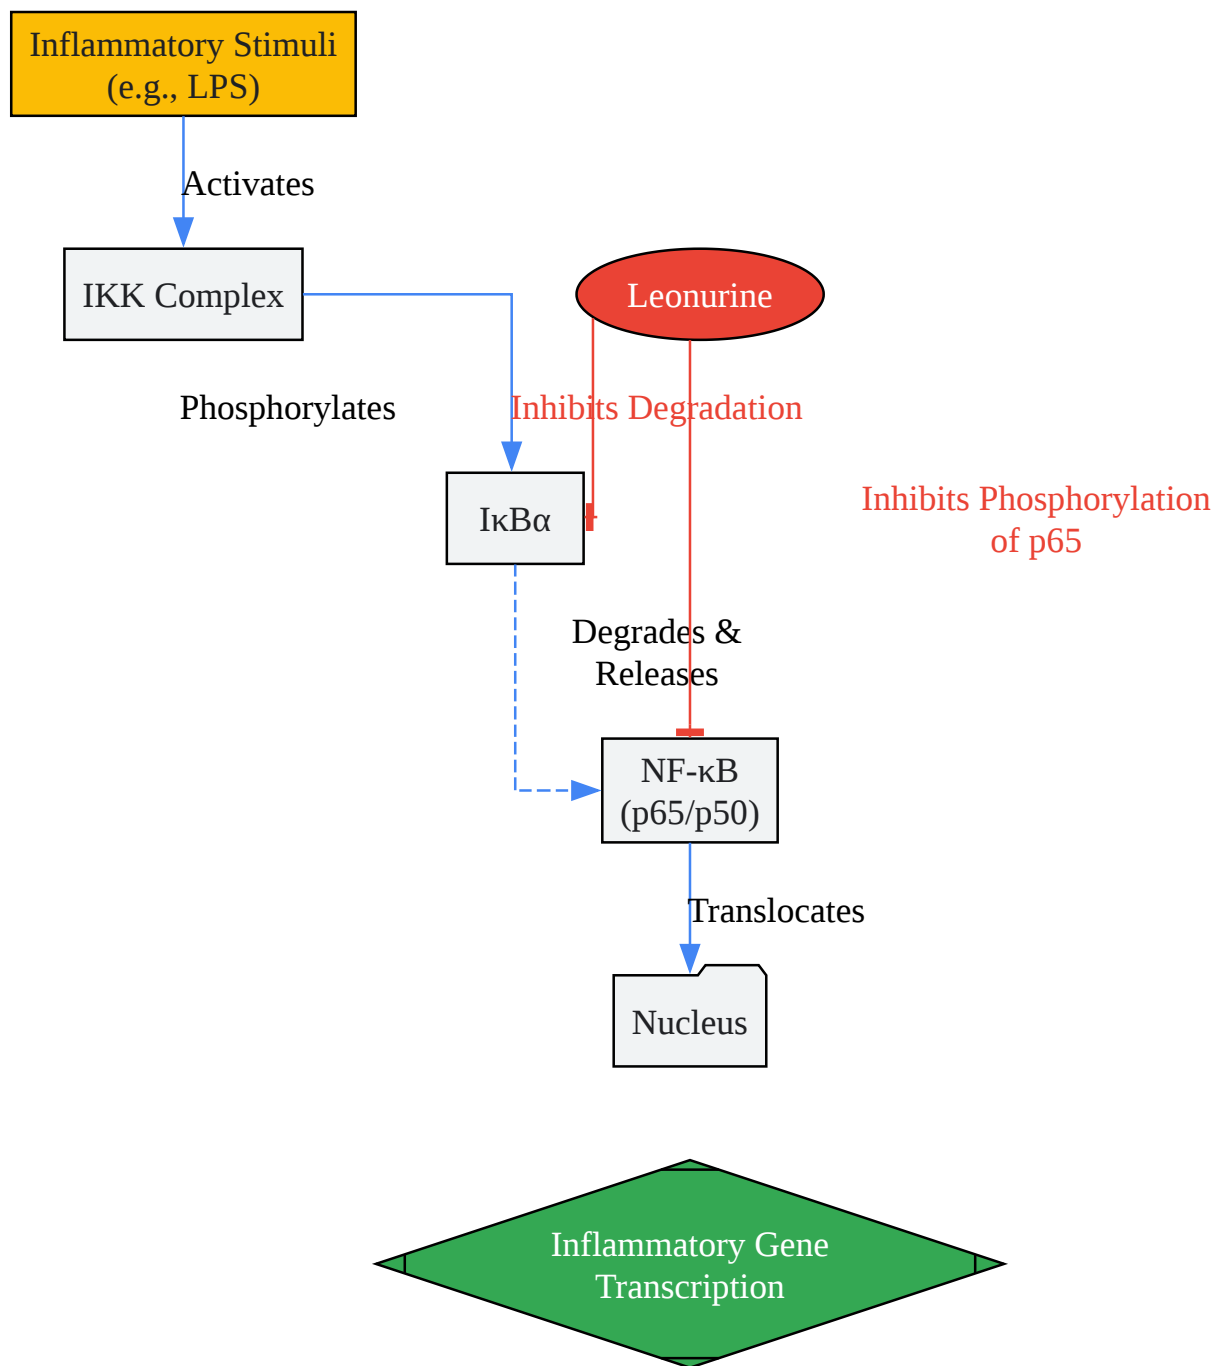 Inflammatory Stimuli
(e.g., LPS)
Activates
IKK Complex
Leonurine
Phosphorylates
Inhibits Degradation
Inhibits Phosphorylation
of p65
IκBα
Degrades &
Releases
NF-κB
(p65/p50)
Translocates
Nucleus
Inflammatory Gene
Transcription